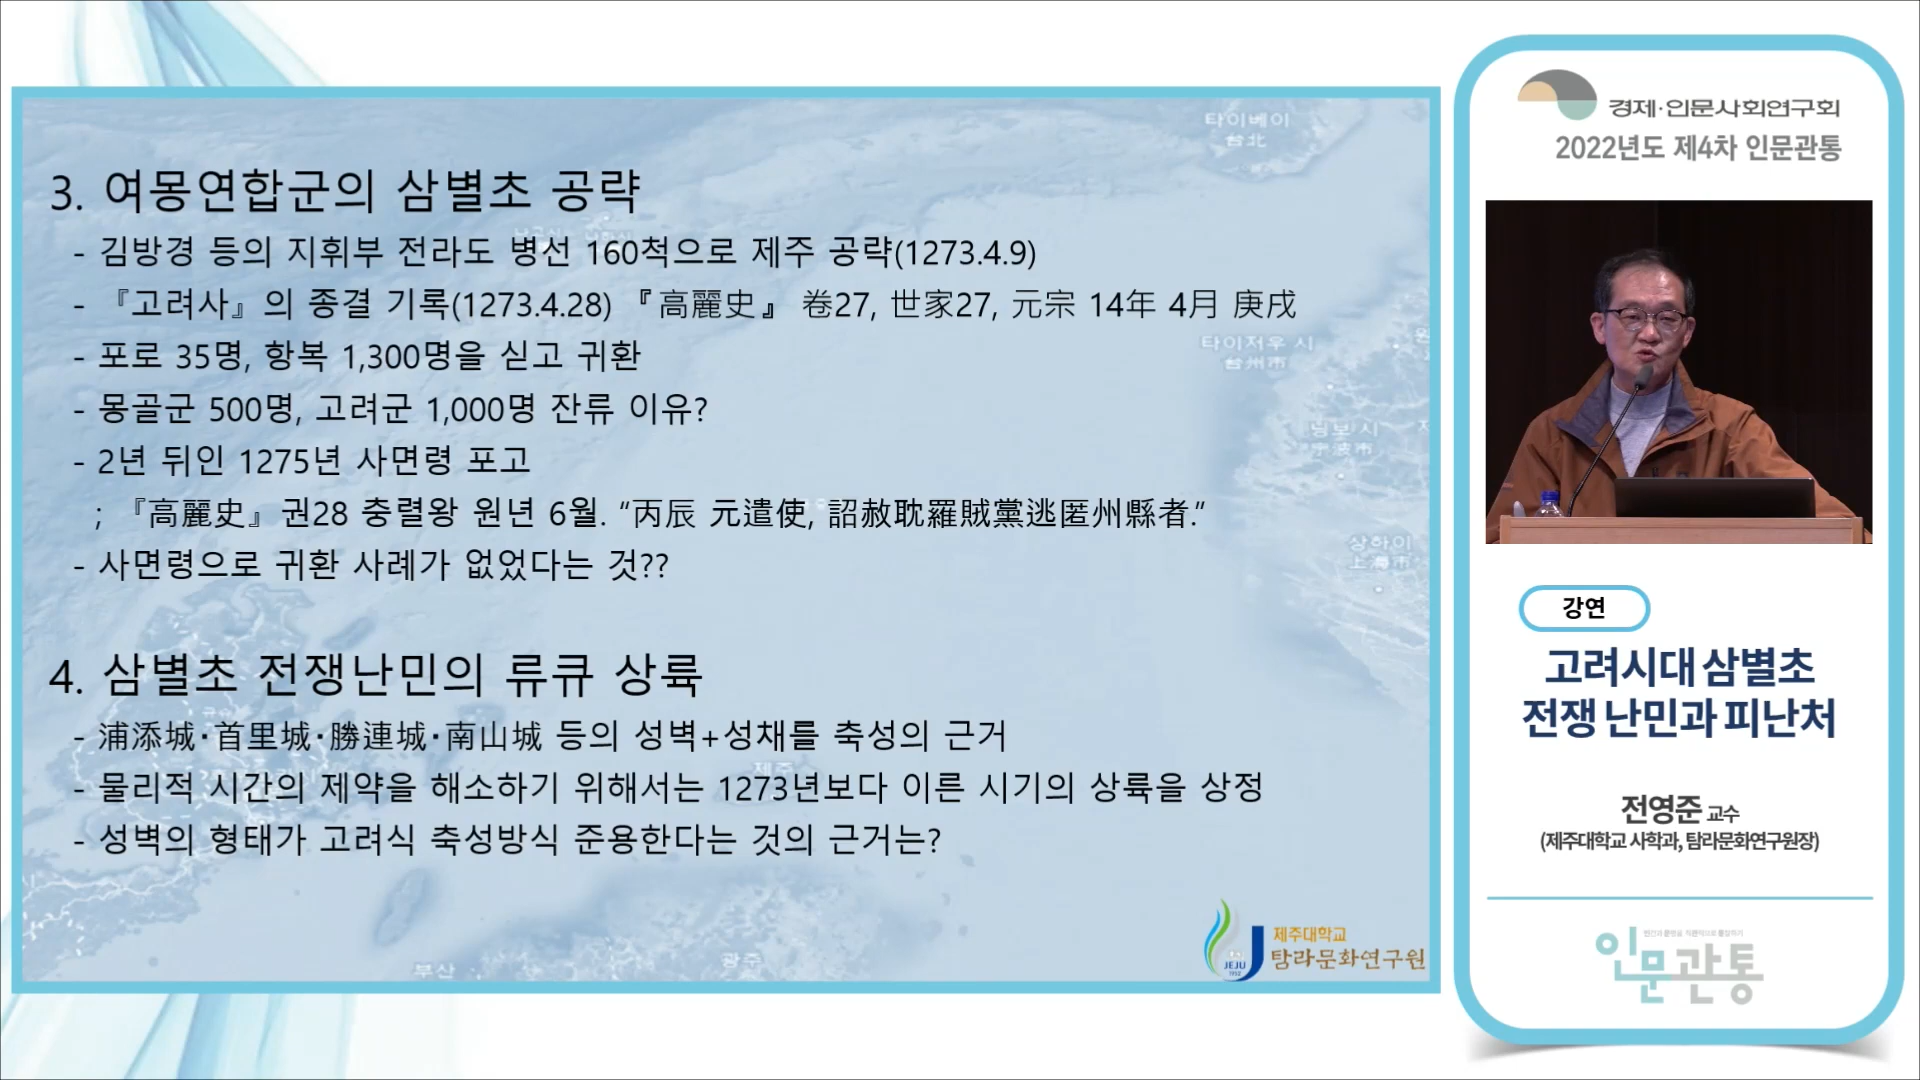 3. 여몽연합군의 삼별초 공략
- 김방경 등의 지휘부 전라도 병선 160척으로 제주 공략(1273.4.9)
- 『고려사』의 종결 기록(1273.4.28) 『高麗史』 卷27, 世家27, 元宗 14年 4月 庚戌
- 포로 35명, 항복 1,300명을 싣고 귀환
- 몽골군 500명, 고려군 1,000명 잔류 이유?
- 2년 뒤인 1275년 사면령 포고
; 『高麗史』권28 충렬왕 원년 6월. “丙辰 元遣使, 詔赦耽羅賊黨逃匿州縣者.”
- 사면령으로 귀환 사례가 없었다는 것??
4. 삼별초 전쟁난민의 류큐 상륙
- 浦添城·首里城·勝連城·南山城 등의 성벽+성채를 축성의 근거
- 물리적 시간의 제약을 해소하기 위해서는 1273년보다 이른 시기의 상륙을 상정
- 성벽의 형태가 고려식 축성방식 준용한다는 것의 근거는?
타이베이
台北
타이저우 시
台州市
닝보 시
宁波市
상하이
上海市
제주
부산
광주
JEJU
1952
제주대학교
탐라문화연구원
경제·인문사회연구회
2022년도 제4차 인문관통
강연
고려시대 삼별초
전쟁 난민과 피난처
전영준 교수
(제주대학교 사학과, 탐라문화연구원장)
인문관통